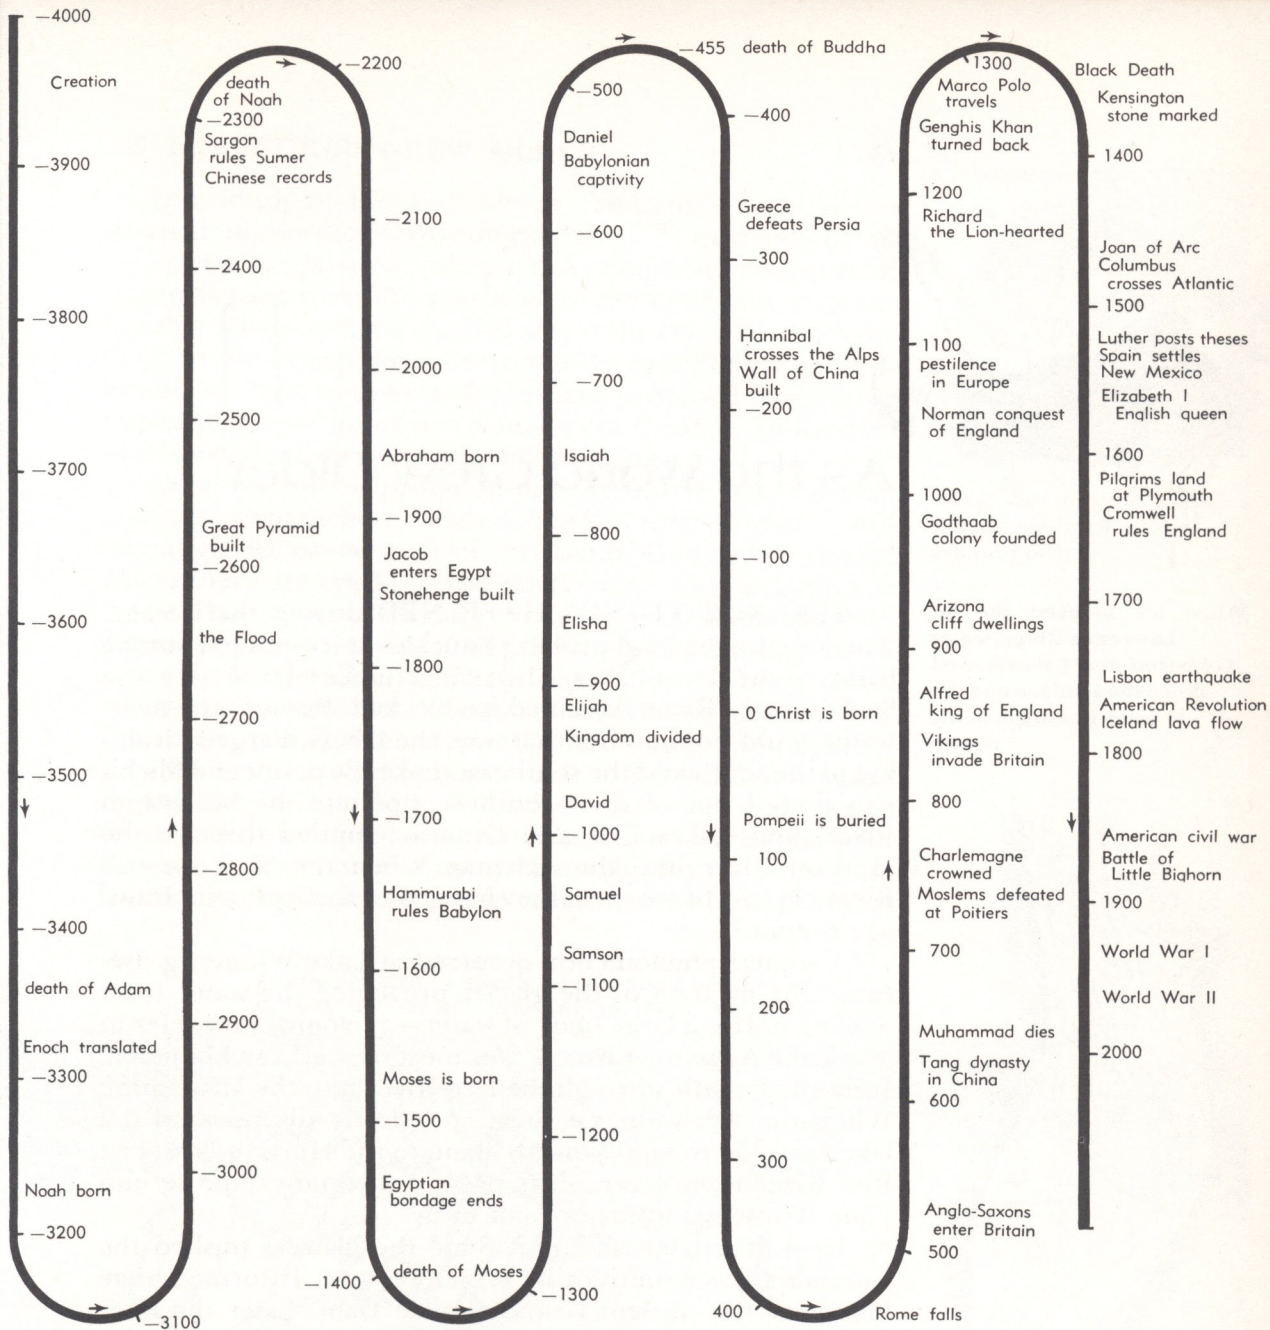 —4000
Creation
—3900
—3800
—3700
—3600
—3500
—3400
death of Adam
Enoch translated
—3300
Noah born
—3200
—3100
—3000
—2900
—2800
—2700
the Flood
—2600
Great Pyramid
built
—2500
—2400
Chinese records
Sargon
rules Sumer
—2300
death
of Noah
—2200
—2100
—2000
Abraham born
—1900
Jacob
enters Egypt
Stonehenge built
—1800
—1700
Hammurabi
rules Babylon
—1600
Moses is born
—1500
Egyptian
bondage ends
—1400
death of Moses
—1300
—1200
—1100
Samson
Samuel
—1000
David
Kingdom divided
Elijah
—900
Elisha
—800
Isaiah
—700
—600
Babylonian
captivity
Daniel
—500
—455 death of Buddha
—400
Greece
defeats Persia
—300
Hannibal
crosses the Alps
Wall of China
built
—200
—100
0 Christ is born
Pompeii is buried
100
200
300
400
Rome falls
500
Anglo-Saxons
enter Britain
600
Tang dynasty
in China
Muhammad dies
700
Moslems defeated
at Poitiers
Charlemagne
crowned
800
Vikings
invade Britain
Alfred
king of England
900
Arizona
cliff dwellings
Godthaab
colony founded
1000
Norman conquest
of England
pestilence
in Europe
1100
Richard
the Lion-hearted
1200
Genghis Khan
turned back
Marco Polo
travels
1300
Black Death
Kensington
stone marked
1400
Joan of Arc
Columbus
crosses Atlantic
1500
Luther posts theses
Spain settles
New Mexico
Elizabeth I
English queen
1600
Pilgrims land
at Plymouth
Cromwell
rules England
1700
Lisbon earthquake
American Revolution
Iceland lava flow
1800
American civil war
Battle of
Little Bighorn
1900
World War I
World War II
2000